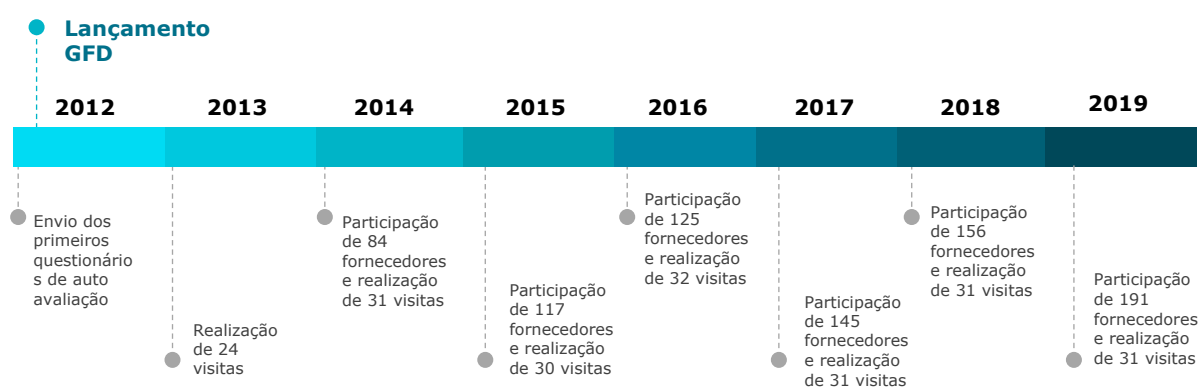 Lançamento
GFD
2012
2013
2014
2015
2016
2017
2018
2019
Envio dos
primeiros
questionário
s de auto
avaliação
Realização
de 24
visitas
Participação
de 84
fornecedores
e realização
de 31 visitas
Participação
de 117
fornecedores
e realização
de 30 visitas
Participação
de 125
fornecedores
e realização
de 32 visitas
Participação
de 145
fornecedores
e realização
de 31 visitas
Participação
de 156
fornecedores
e realização
de 31 visitas
Participação
de 191
fornecedores
e realização
de 31 visitas